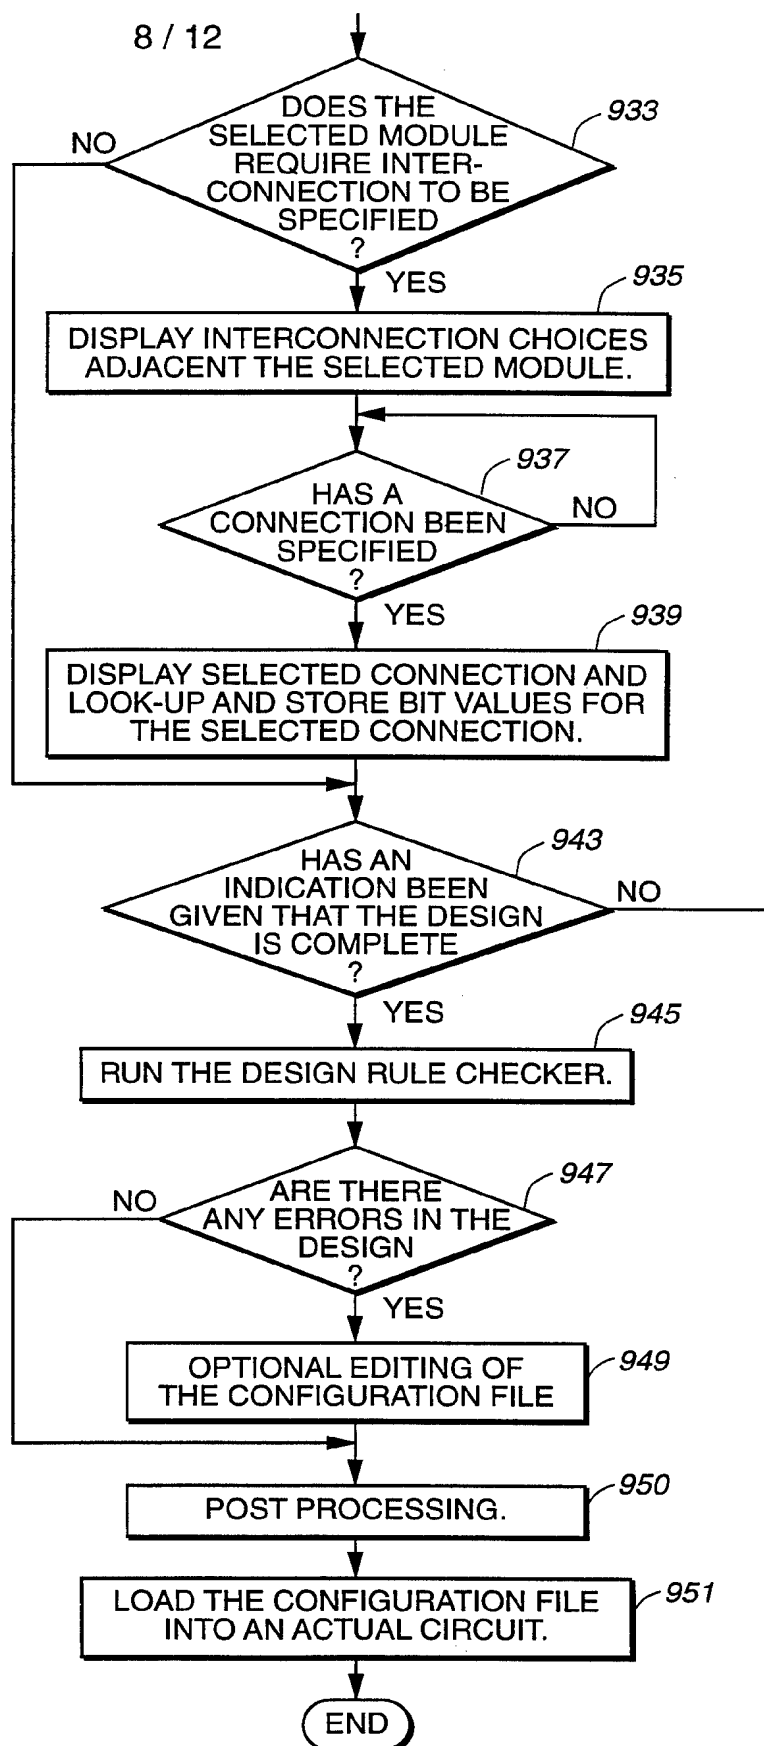 8 / 12
DOES THE
SELECTED MODULE
REQUIRE INTER-
CONNECTION TO BE
SPECIFIED
?
933
NO
YES
935
DISPLAY INTERCONNECTION CHOICES
ADJACENT THE SELECTED MODULE.
937
HAS A
CONNECTION BEEN
SPECIFIED
?
NO
YES
939
DISPLAY SELECTED CONNECTION AND
LOOK-UP AND STORE BIT VALUES FOR
THE SELECTED CONNECTION.
943
HAS AN
INDICATION BEEN
GIVEN THAT THE DESIGN
IS COMPLETE
?
NO
YES
945
RUN THE DESIGN RULE CHECKER.
947
NO
ARE THERE
ANY ERRORS IN THE
DESIGN
?
YES
OPTIONAL EDITING OF
THE CONFIGURATION FILE
949
POST PROCESSING.
950
LOAD THE CONFIGURATION FILE
INTO AN ACTUAL CIRCUIT.
951
END